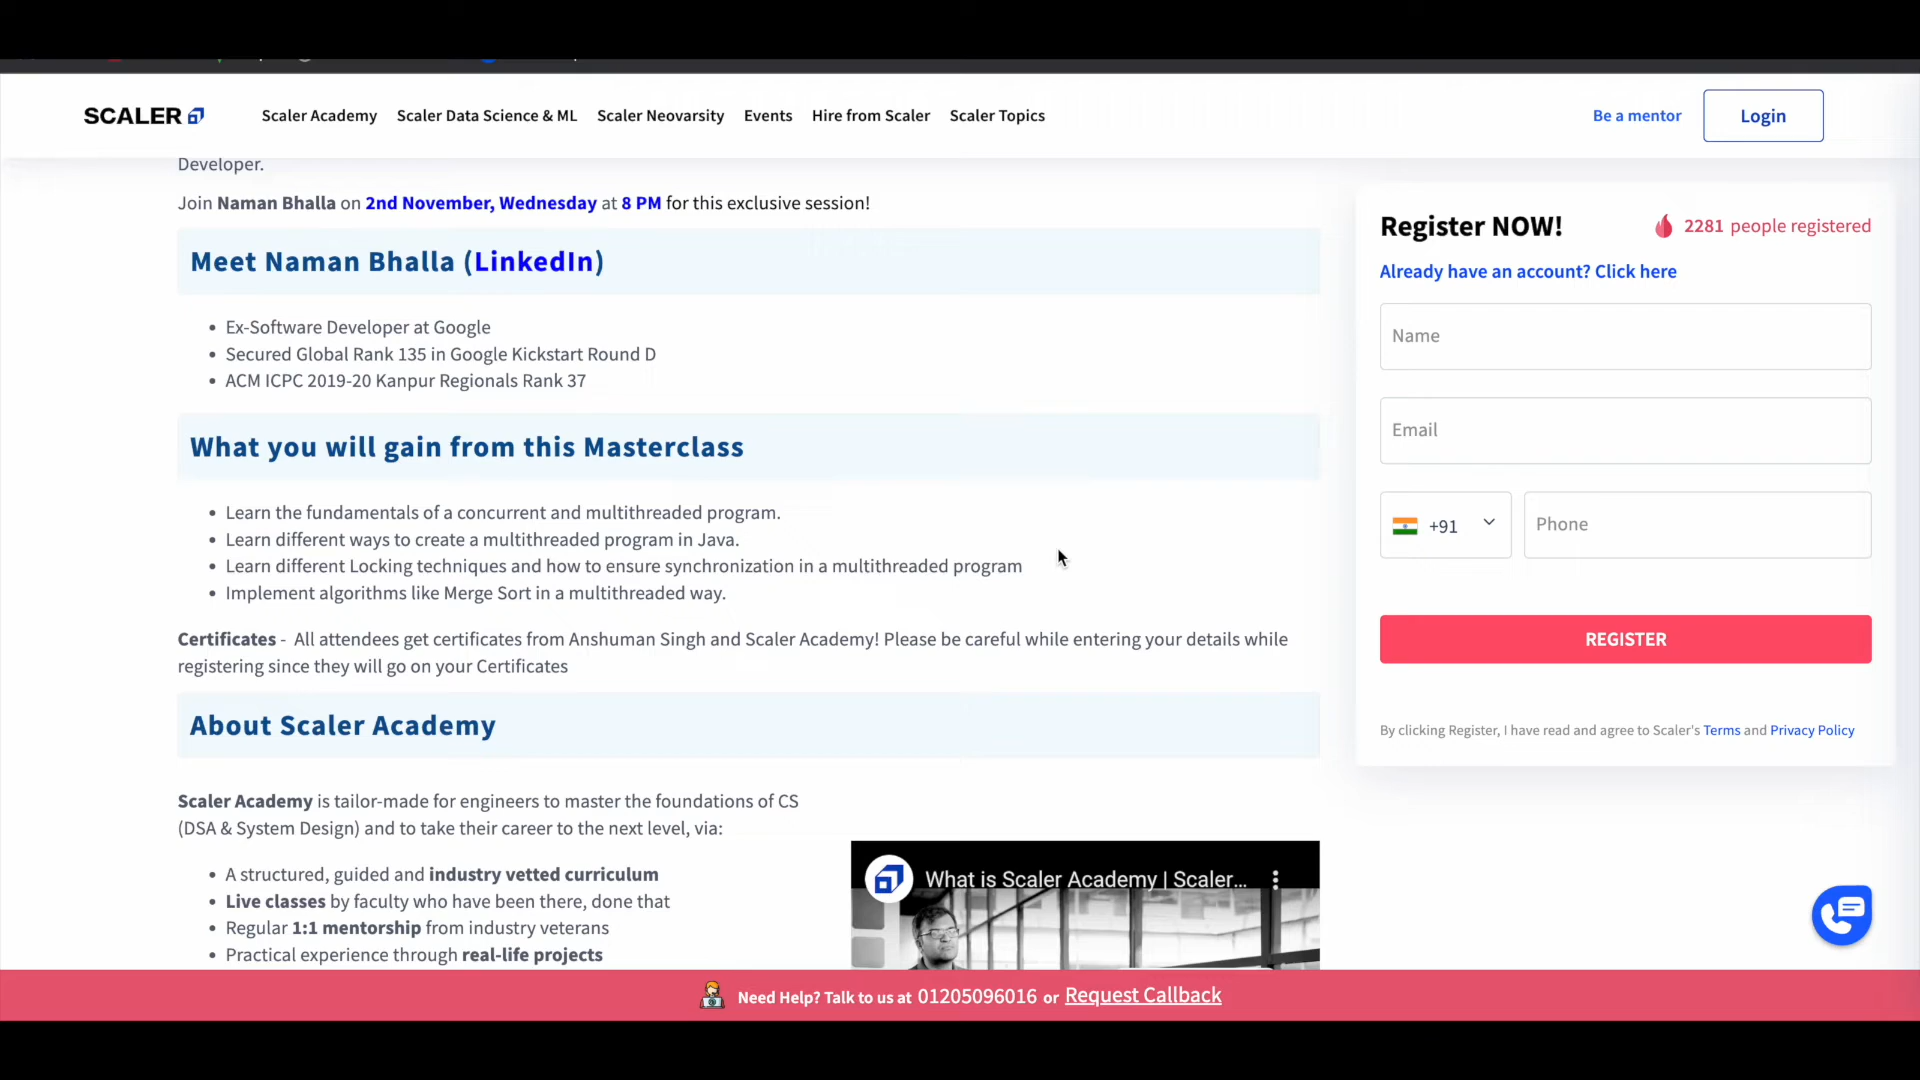 SCALER
Scaler Academy
Scaler Data Science & ML
Scaler Neovarsity
Events
Hire from Scaler
Scaler Topics
Be a mentor
Login
Developer.
Join Naman Bhalla on 2nd November, Wednesday at 8 PM for this exclusive session!
Meet Naman Bhalla (LinkedIn)
• Ex-Software Developer at Google
• Secured Global Rank 135 in Google Kickstart Round D
• ACM ICPC 2019-20 Kanpur Regionals Rank 37
What you will gain from this Masterclass
• Learn the fundamentals of a concurrent and multithreaded program.
• Learn different ways to create a multithreaded program in Java.
• Learn different Locking techniques and how to ensure synchronization in a multithreaded program
• Implement algorithms like Merge Sort in a multithreaded way.
Certificates - All attendees get certificates from Anshuman Singh and Scaler Academy! Please be careful while entering your details while
registering since they will go on your Certificates
About Scaler Academy
Scaler Academy is tailor-made for engineers to master the foundations of CS
(DSA & System Design) and to take their career to the next level, via:
• A structured, guided and industry vetted curriculum
• Live classes by faculty who have been there, done that
• Regular 1:1 mentorship from industry veterans
• Practical experience through real-life projects
What is Scaler Academy | Scaler...
Register NOW!
2281 people registered
Already have an account? Click here
Name
Email
+91
Phone
REGISTER
By clicking Register, I have read and agree to Scaler's Terms and Privacy Policy
Need Help? Talk to us at 01205096016 or Request Callback